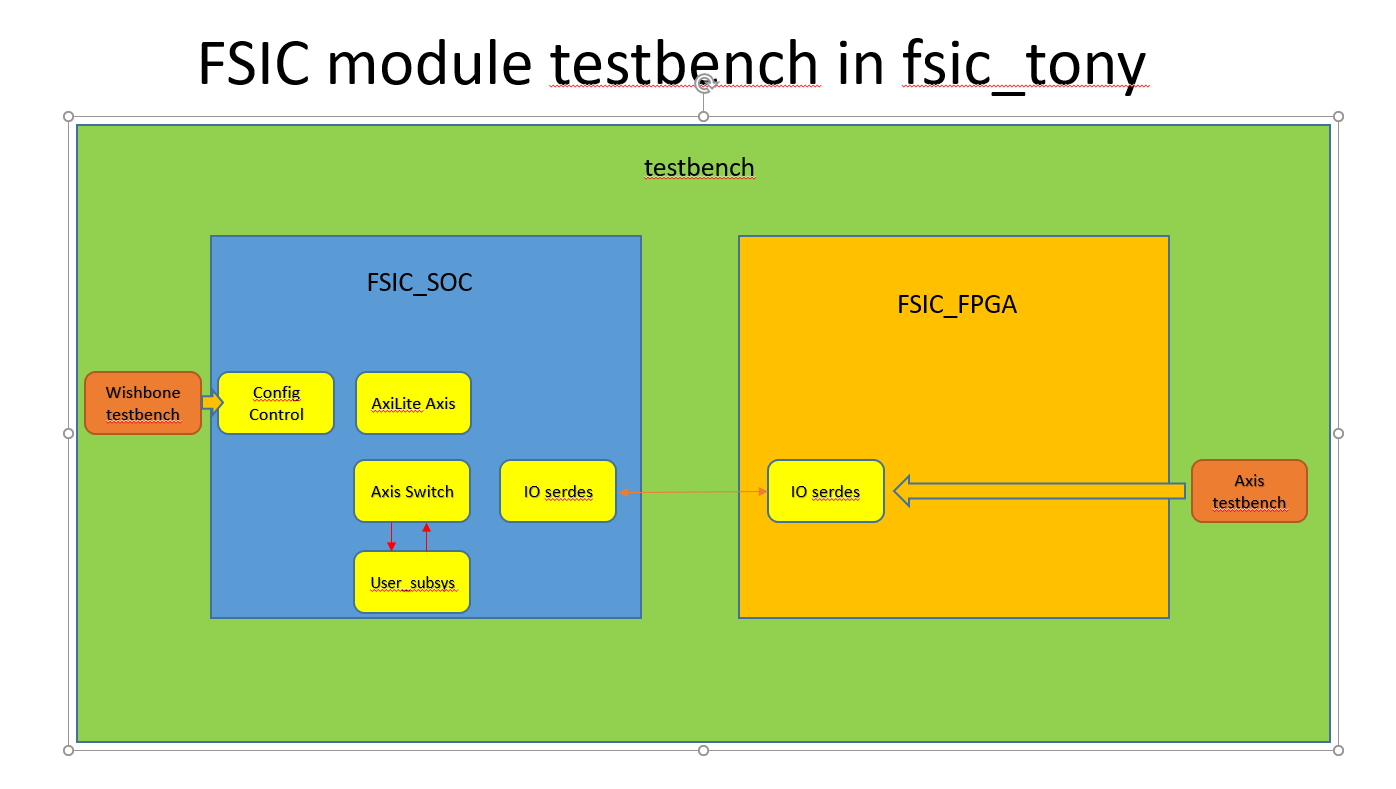 FSIC module testbench in fsic_tony
testbench
FSIC_SOC
FSIC_FPGA
Wishbone
testbench
Config
Control
AxiLite Axis
Axis Switch
IO serdes
IO serdes
Axis
testbench
User_subsys